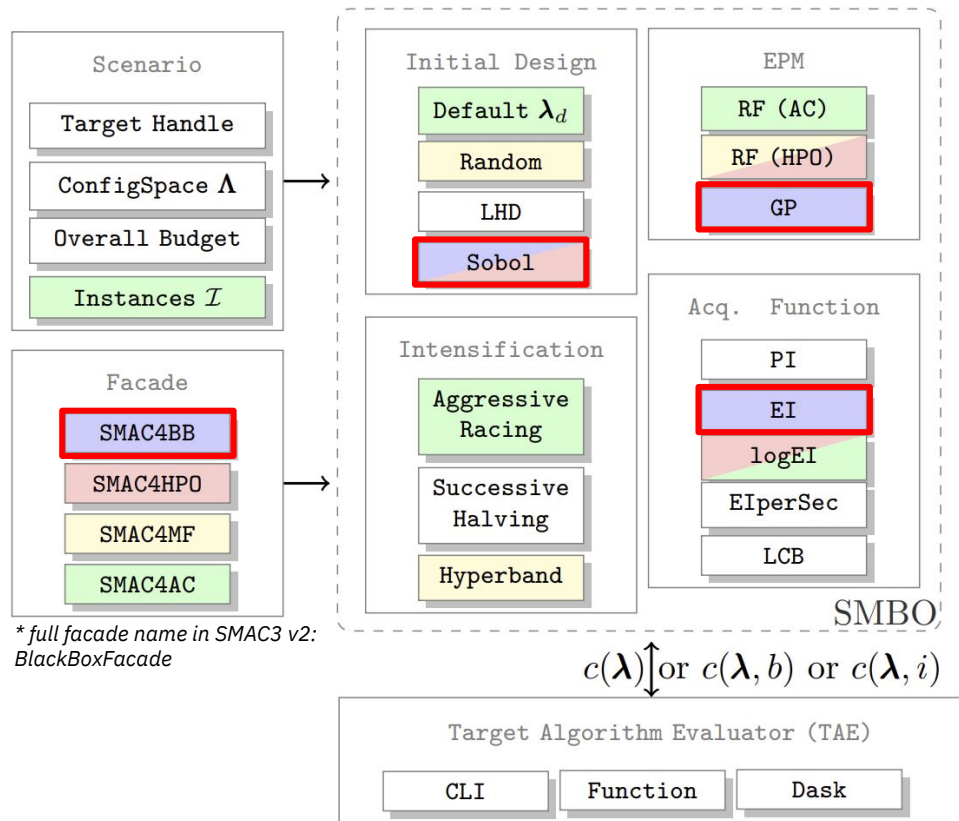 Scenario
Target Handle
ConfigSpace Λ
Overall Budget
Instances ℐ
Facade
SMAC4BB
SMAC4HPO
SMAC4MF
SMAC4AC
* full facade name in SMAC3 v2:
BlackBoxFacade
Initial Design
Default λd
Random
LHD
Sobol
EPM
RF (AC)
RF (HPO)
GP
Intensification
Aggressive
Racing
Successive
Halving
Hyperband
Acq. Function
PI
EI
logEI
EIperSec
LCB
SMBO
c(λ) or c(λ, b) or c(λ, i)
Target Algorithm Evaluator (TAE)
CLI
Function
Dask